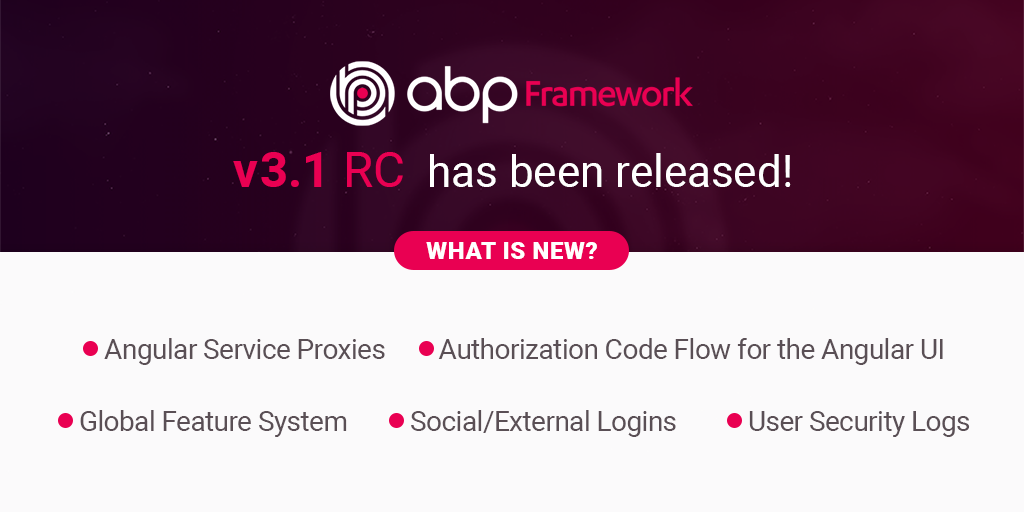 abp Framework
v3.1 RC has been released!
WHAT IS NEW?
Angular Service Proxies Authorization Code Flow for the Angular UI
Global Feature System Social/External Logins User Security Logs